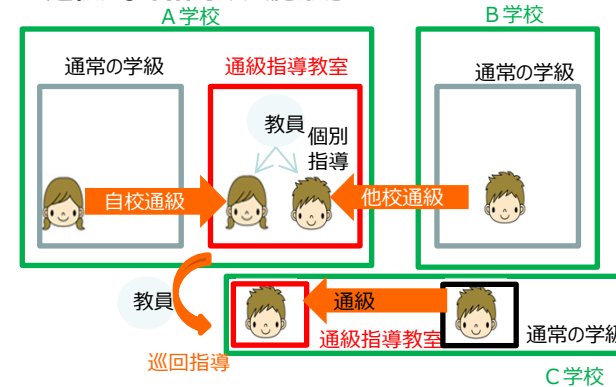 A学校
B学校
通常の学級
通級指導教室
通常の学級
教員
個別
指導
自校通級
他校通級
教員
通級
通級指導教室
通常の学級
巡回指導
C学校